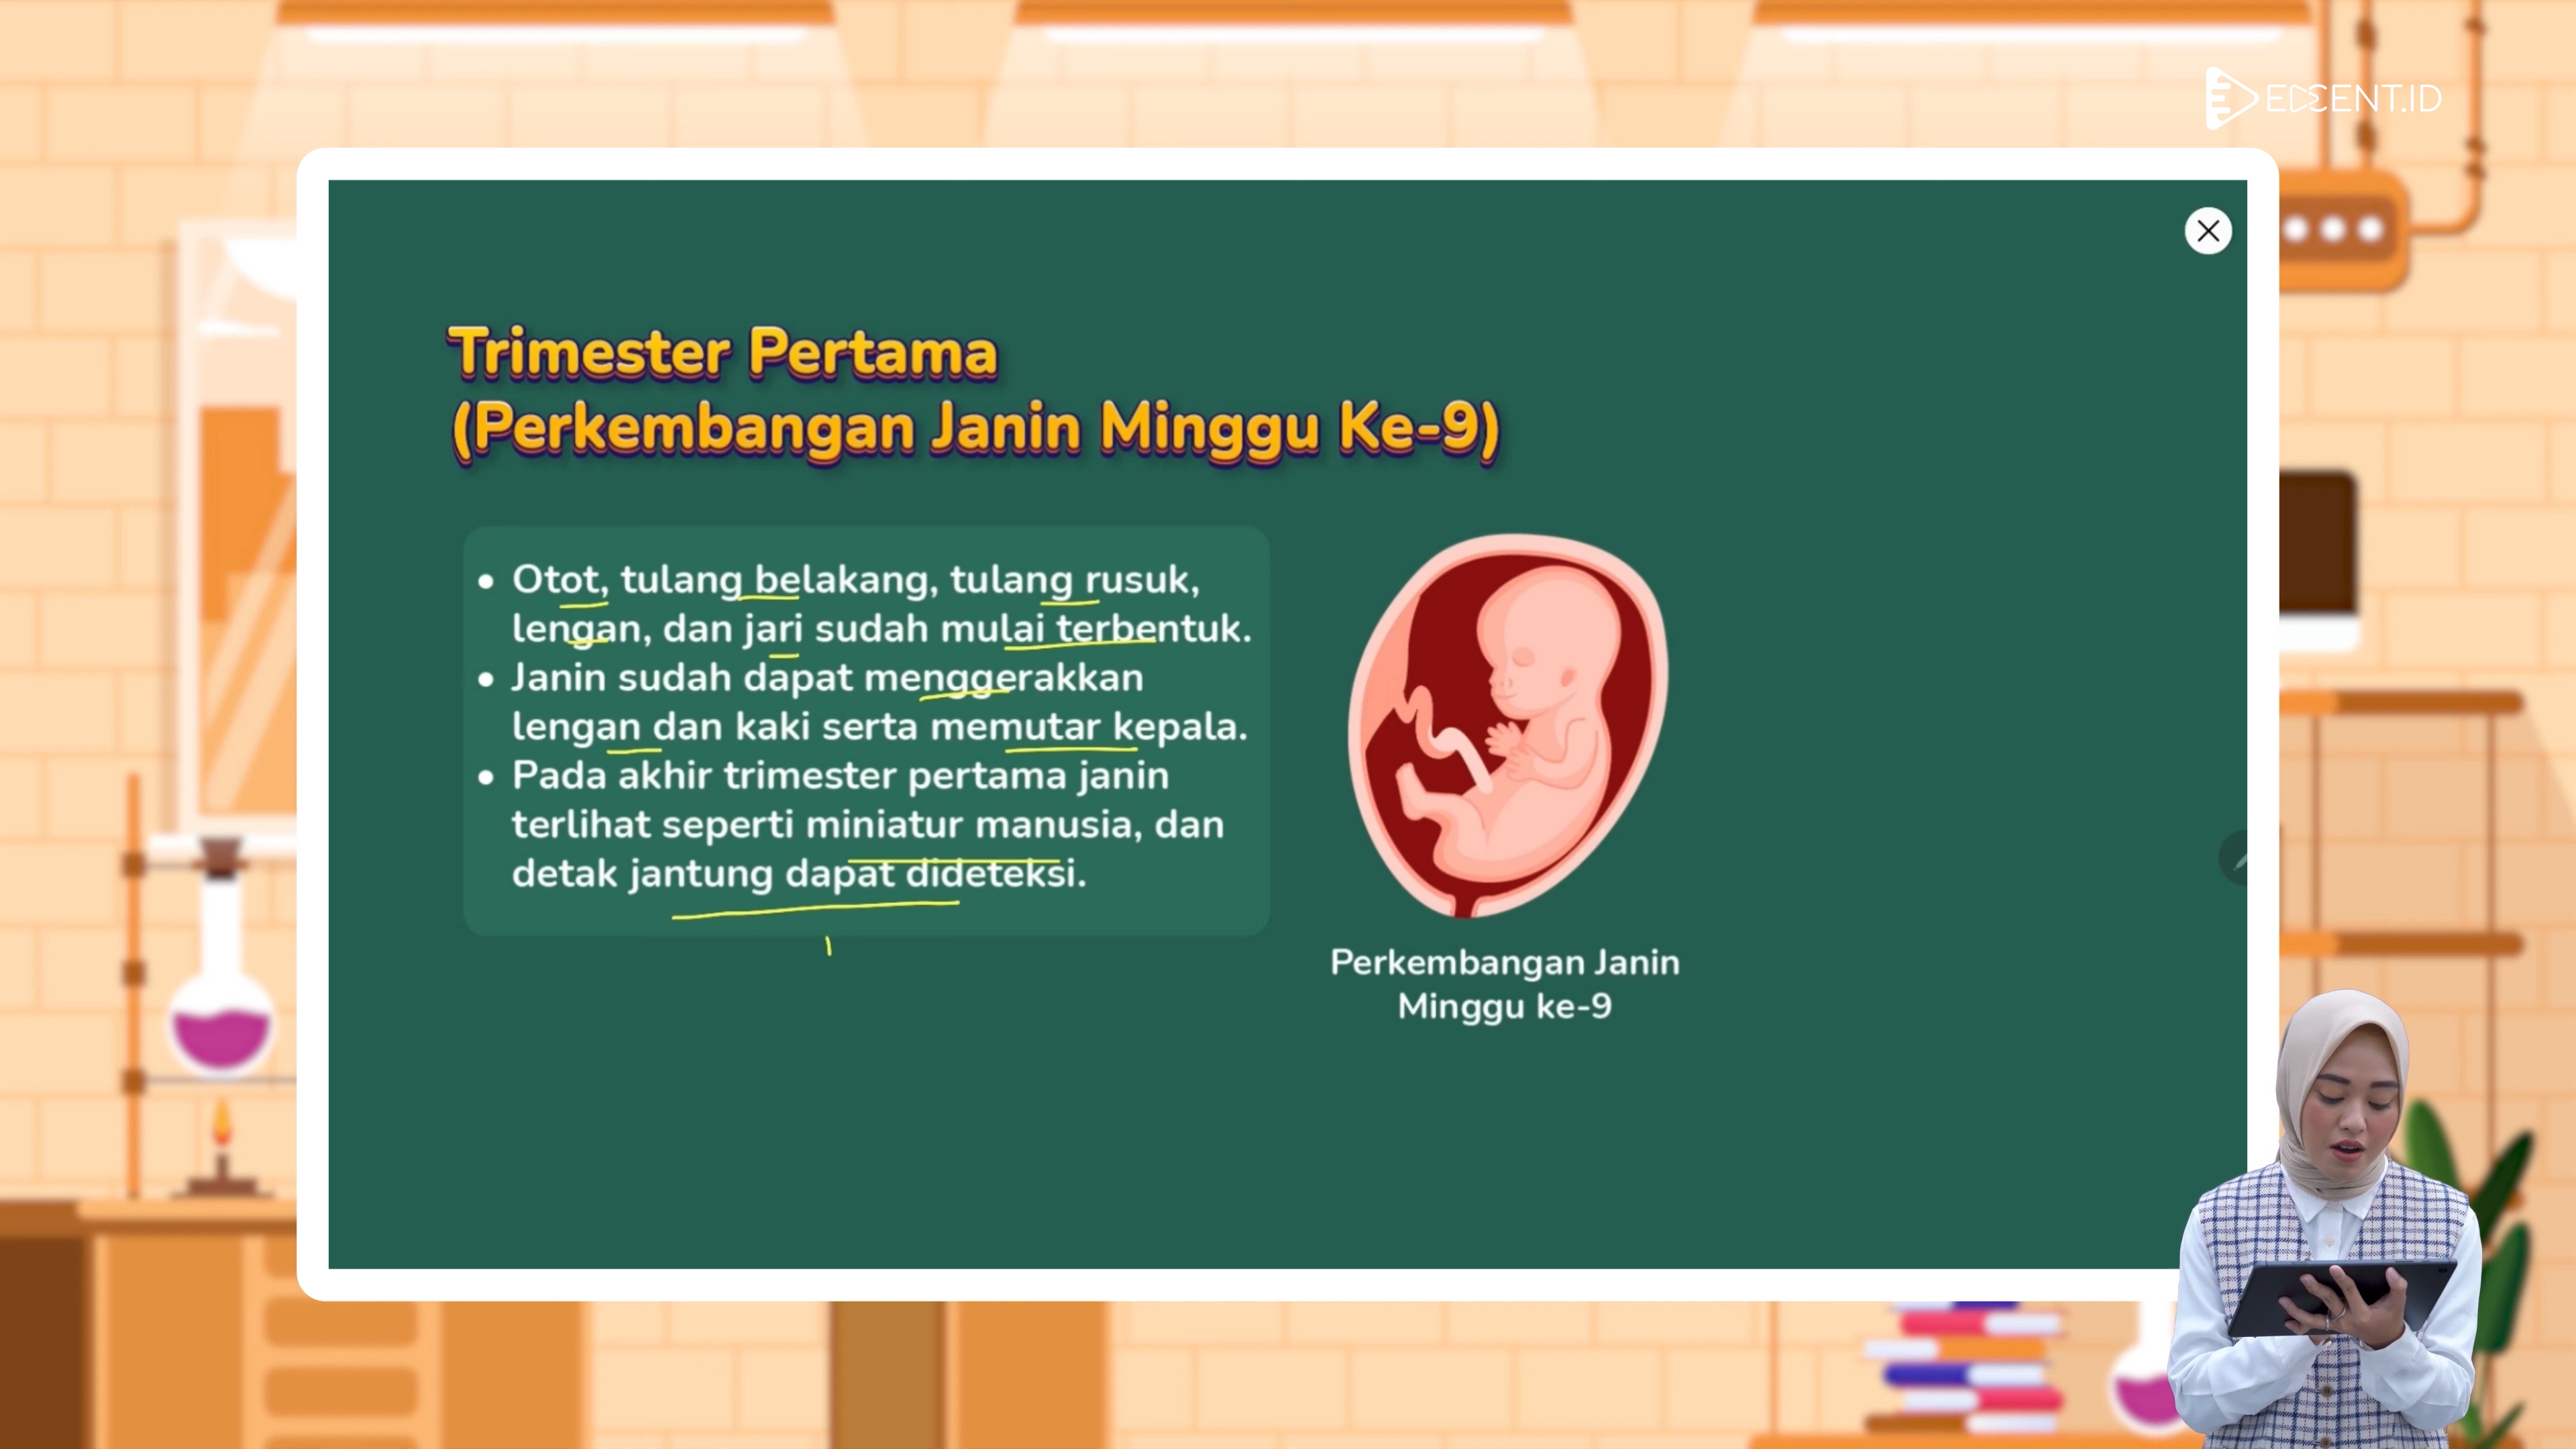 EDCENT.ID
Trimester Pertama
(Perkembangan Janin Minggu Ke-9)
• Otot, tulang belakang, tulang rusuk,
lengan, dan jari sudah mulai terbentuk.
• Janin sudah dapat menggerakkan
lengan dan kaki serta memutar kepala.
• Pada akhir trimester pertama janin
terlihat seperti miniatur manusia, dan
detak jantung dapat dideteksi.
Perkembangan Janin
Minggu ke-9